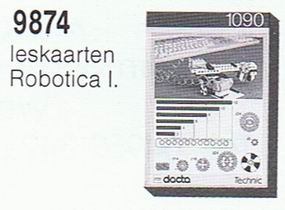 9874
leskaarten
Robotica I.
1090
dacta
Technic